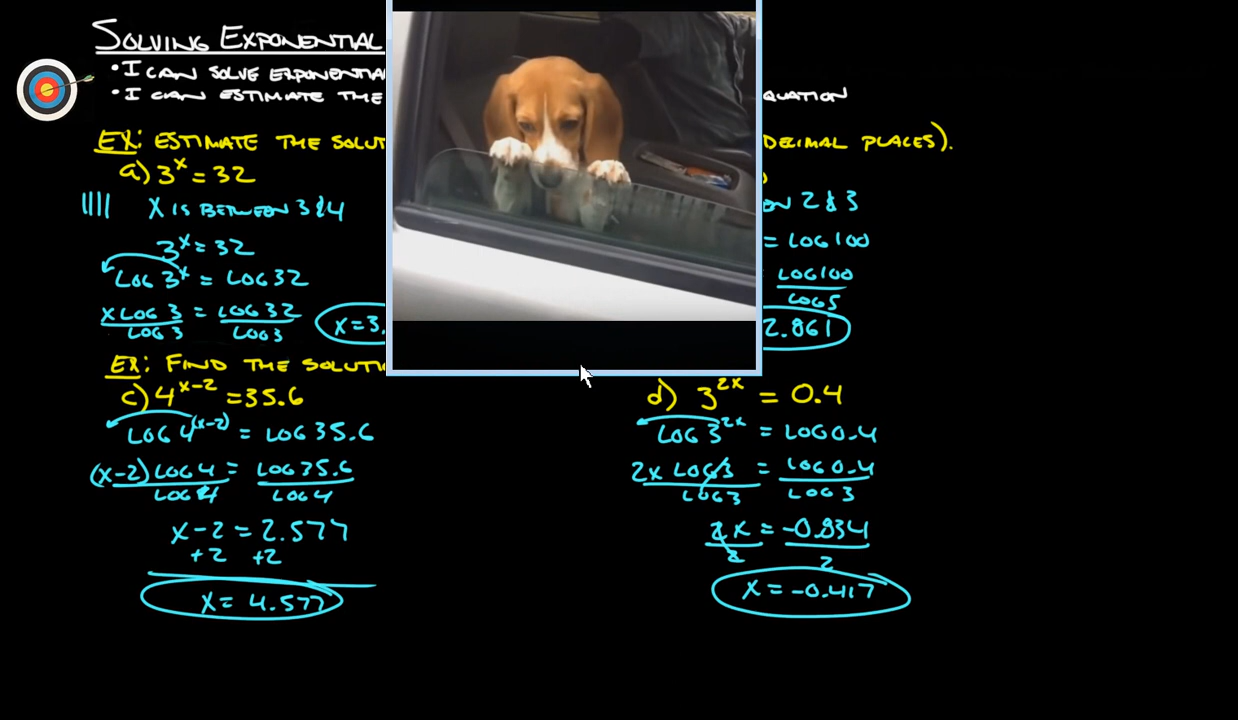 SOLVING EXPONENTIAL
• I CAN SOLVE EXPONENTIA
• I CAN ESTIMATE THE QUATION
EX: ESTIMATE THE SOLUT DECIMAL PLACES).
a) 3^x = 32
X IS BETWEEN 3 & 4
3^x = 32
LOG 3^x = LOG 32
x LOG 3 = LOG 32
LOG 3 LOG 3
x = 3.
2 & 3
= LOG 100
LOG 100
LOG 5
2.861
EX: FIND THE SOLUTI
c) 4^x-2 = 35.6
LOG 4^(x-2) = LOG 35.6
(x-2) LOG 4 = LOG 35.6
LOG 4 LOG 4
x-2 = 2.577
+2 +2
x = 4.577
d) 3^2x = 0.4
LOG 3^2x = LOG 0.4
2x LOG 3 = LOG 0.4
LOG 3 LOG 3
2x = -0.834
2 2
x = -0.417